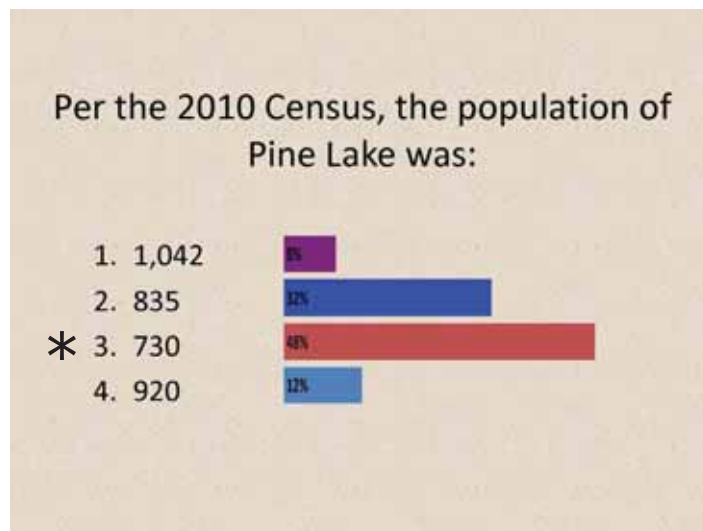 Per the 2010 Census, the population of
Pine Lake was:
1. 1,042 8%
2. 835 32%
* 3. 730 48%
4. 920 12%